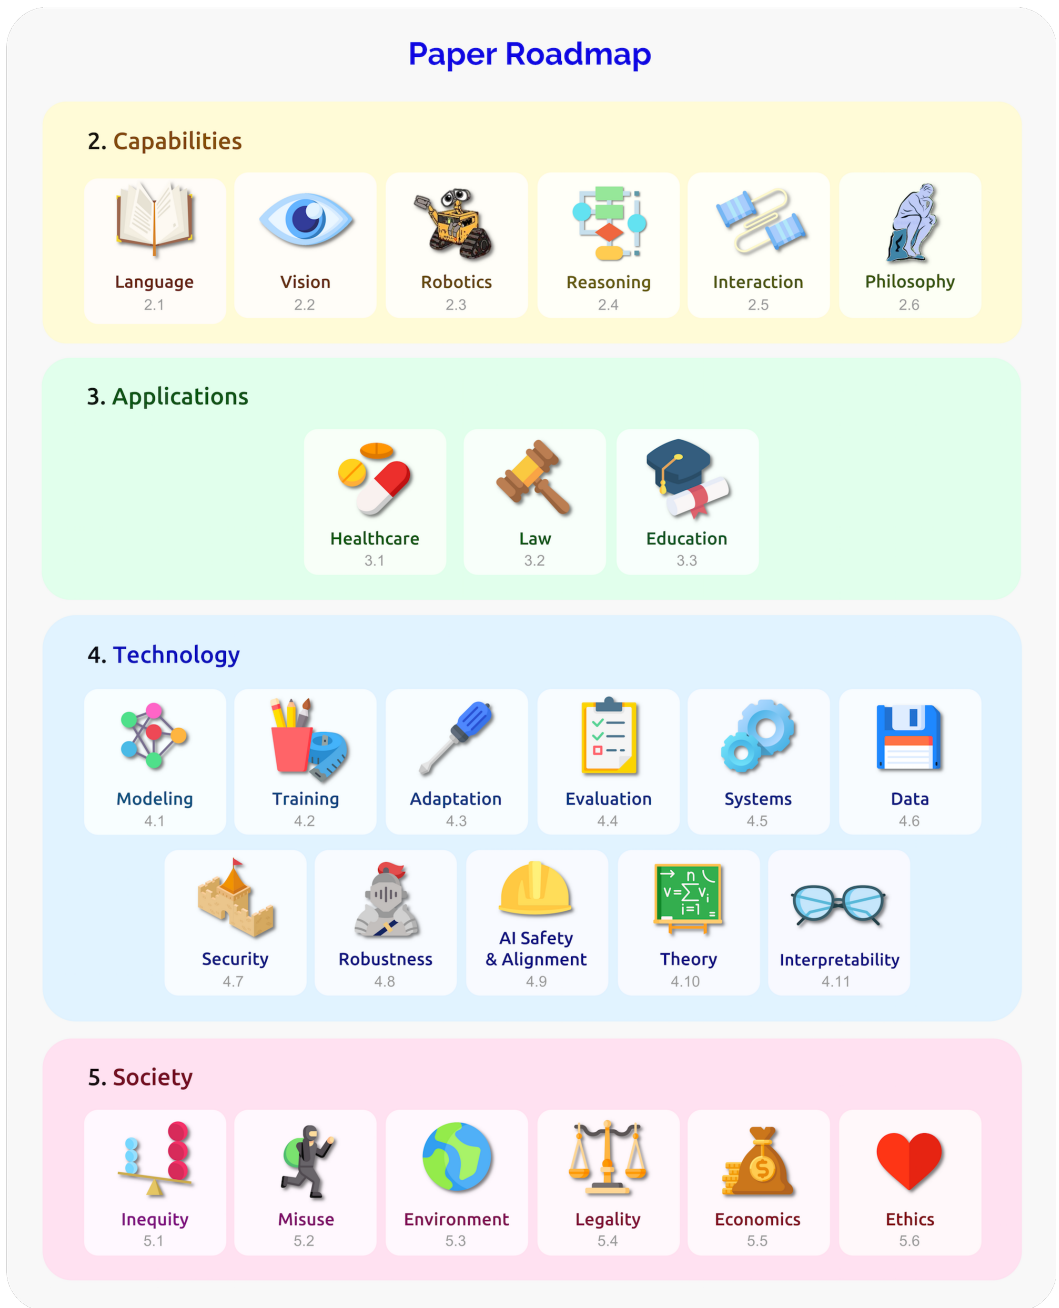 Paper Roadmap
2. Capabilities
Language
2.1
Vision
2.2
Robotics
2.3
Reasoning
2.4
Interaction
2.5
Philosophy
2.6
3. Applications
Healthcare
3.1
Law
3.2
Education
3.3
4. Technology
Modeling
4.1
Training
4.2
Adaptation
4.3
Evaluation
4.4
Systems
4.5
Data
4.6
Security
4.7
Robustness
4.8
AI Safety
& Alignment
4.9
n
v=∑vᵢ
i=1
=
Theory
4.10
Interpretability
4.11
5. Society
Inequity
5.1
Misuse
5.2
Environment
5.3
Legality
5.4
$
Economics
5.5
Ethics
5.6